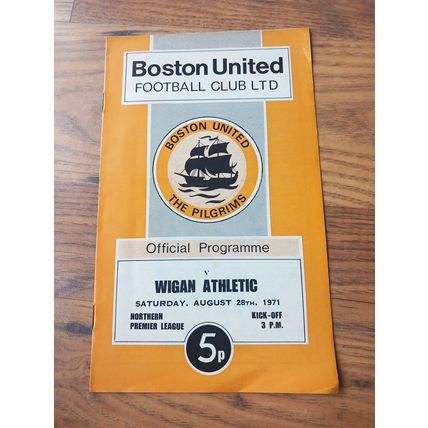 Boston United
FOOTBALL CLUB LTD
BOSTON UNITED
THE PILGRIMS
Official Programme
v
WIGAN ATHLETIC
SATURDAY, AUGUST 28TH, 1971
NORTHERN PREMIER LEAGUE
KICK-OFF 3 P.M.
5p